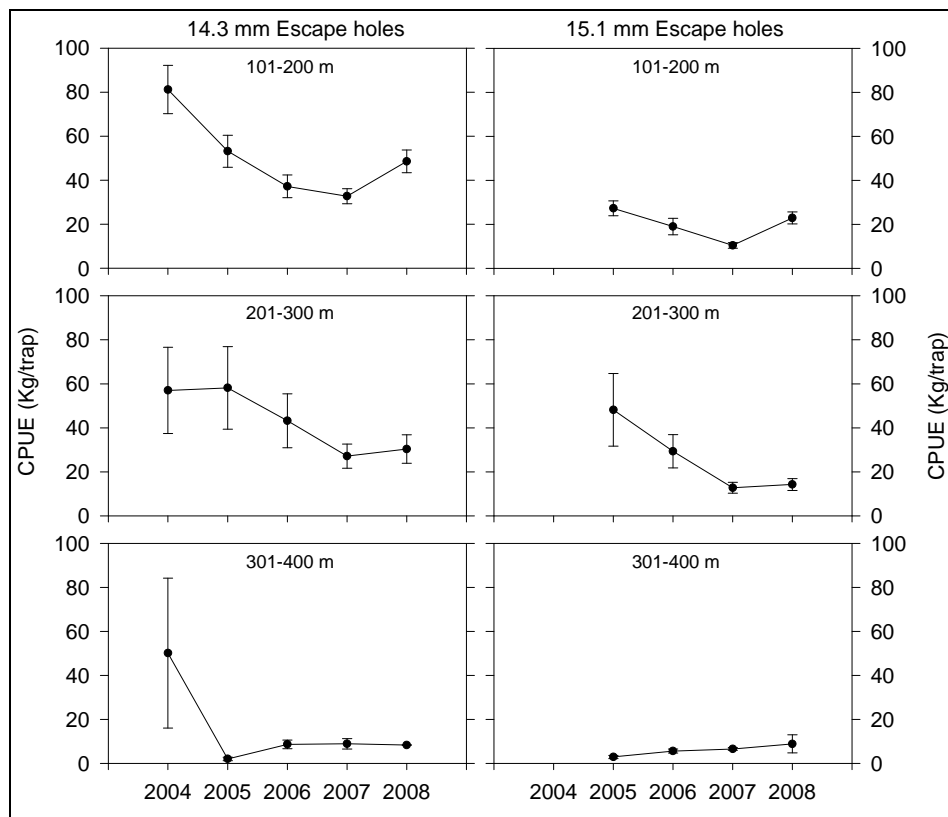 14.3 mm Escape holes 15.1 mm Escape holes
100 101-200 m 101-200 m 100
80 80
60 60
40 40
20 20
0 0
100 201-300 m 201-300 m 100
80 80
60 60
40 40
20 20
0 0
100 301-400 m 301-400 m 100
80 80
60 60
40 40
20 20
0 0
CPUE (Kg/trap) CPUE (Kg/trap)
2004 2005 2006 2007 2008 2004 2005 2006 2007 2008